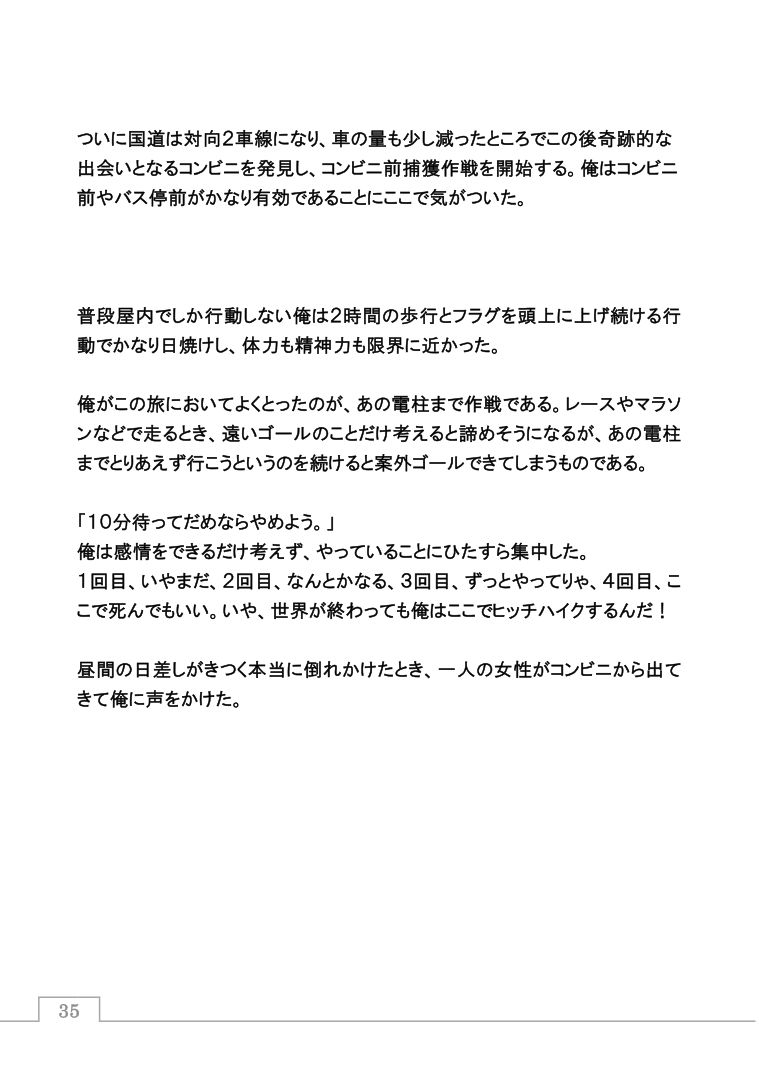 ついに国道は対向２車線になり、車の量も少し減ったところでこの後奇跡的な
出会いとなるコンビニを発見し、コンビニ前捕獲作戦を開始する。俺はコンビニ
前やバス停前がかなり有効であることにここで気がついた。
普段屋内でしか行動しない俺は２時間の歩行とフラグを頭上に上げ続ける行
動でかなり日焼けし、体力も精神力も限界に近かった。
俺がこの旅においてよくとったのが、あの電柱まで作戦である。レースやマラソ
ンなどで走るとき、遠いゴールのことだけ考えると諦めそうになるが、あの電柱
までとりあえず行こうというのを続けると案外ゴールできてしまうものである。
「１０分待ってだめならやめよう。」
俺は感情をできるだけ考えず、やっていることにひたすら集中した。
１回目、いやまだ、２回目、なんとかなる、３回目、ずっとやってりゃ、４回目、こ
こで死んでもいい。いや、世界が終わっても俺はここでヒッチハイクするんだ！
昼間の日差しがきつく本当に倒れかけたとき、一人の女性がコンビニから出て
きて俺に声をかけた。
35